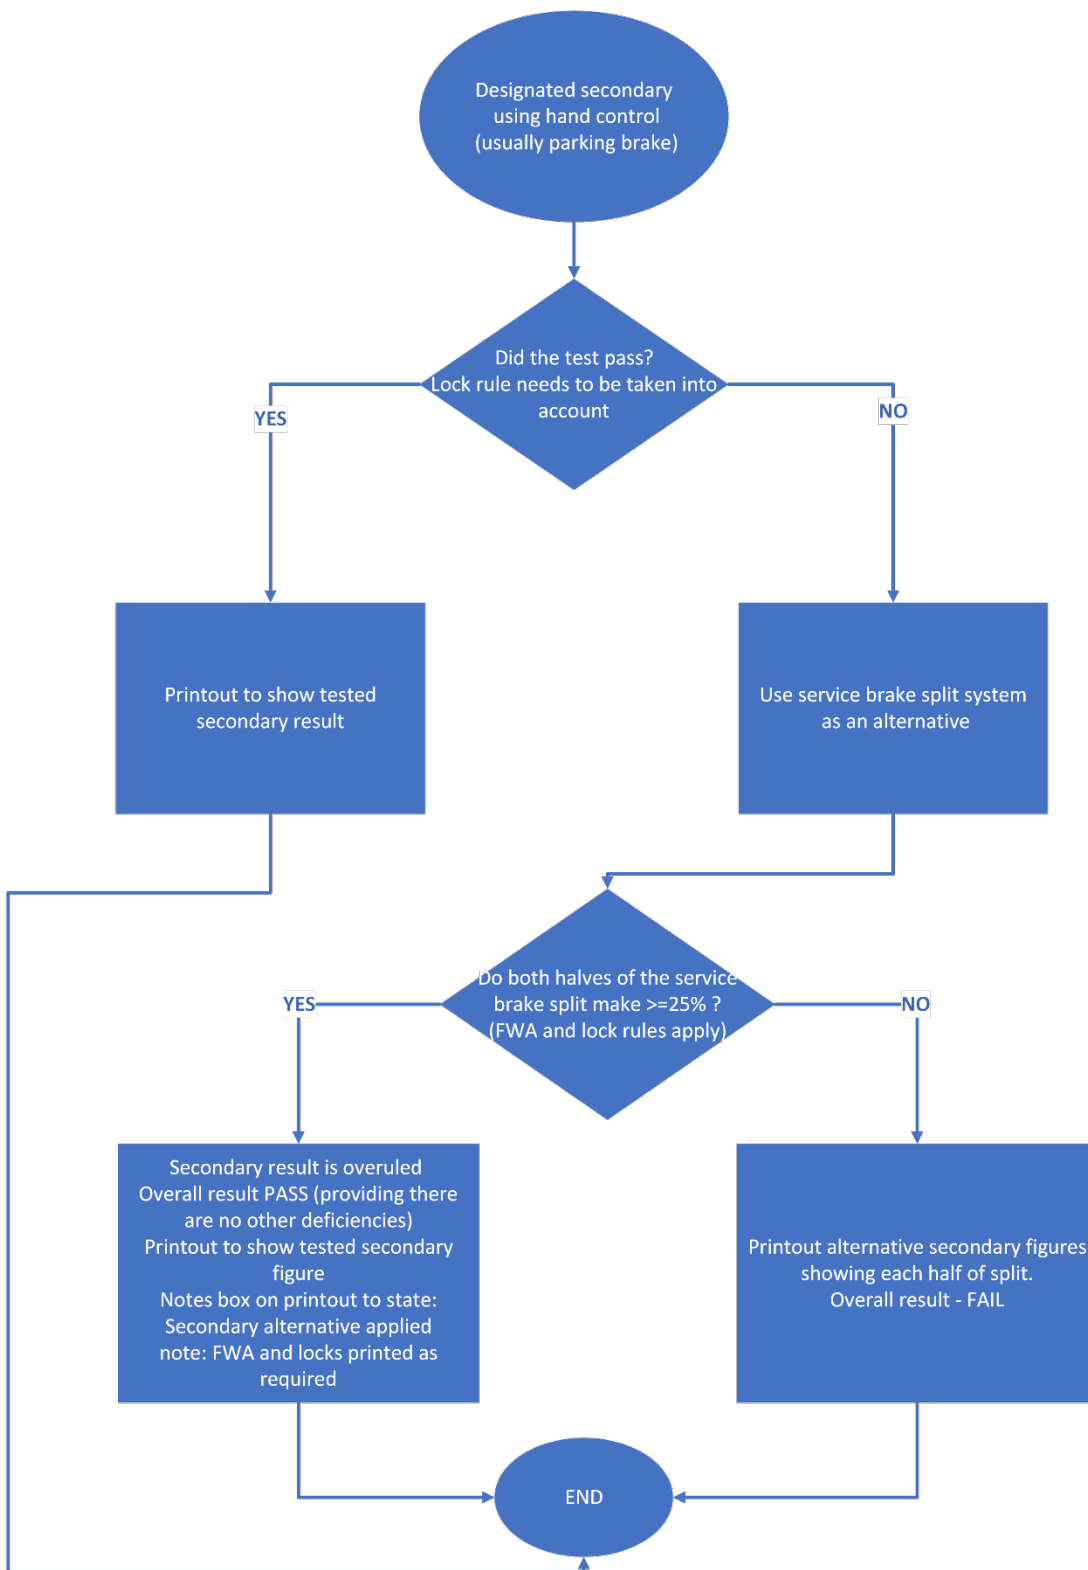 Designated secondary
using hand control
(usually parking brake)
Did the test pass?
Lock rule needs to be taken into
account
YES
NO
Printout to show tested
secondary result
Use service brake split system
as an alternative
Do both halves of the service
brake split make >=25% ?
(FWA and lock rules apply)
YES
NO
Secondary result is overuled
Overall result PASS (providing there
are no other deficiencies)
Printout to show tested secondary
figure
Notes box on printout to state:
Secondary alternative applied
note: FWA and locks printed as
required
Printout alternative secondary figures
showing each half of split.
Overall result - FAIL
END